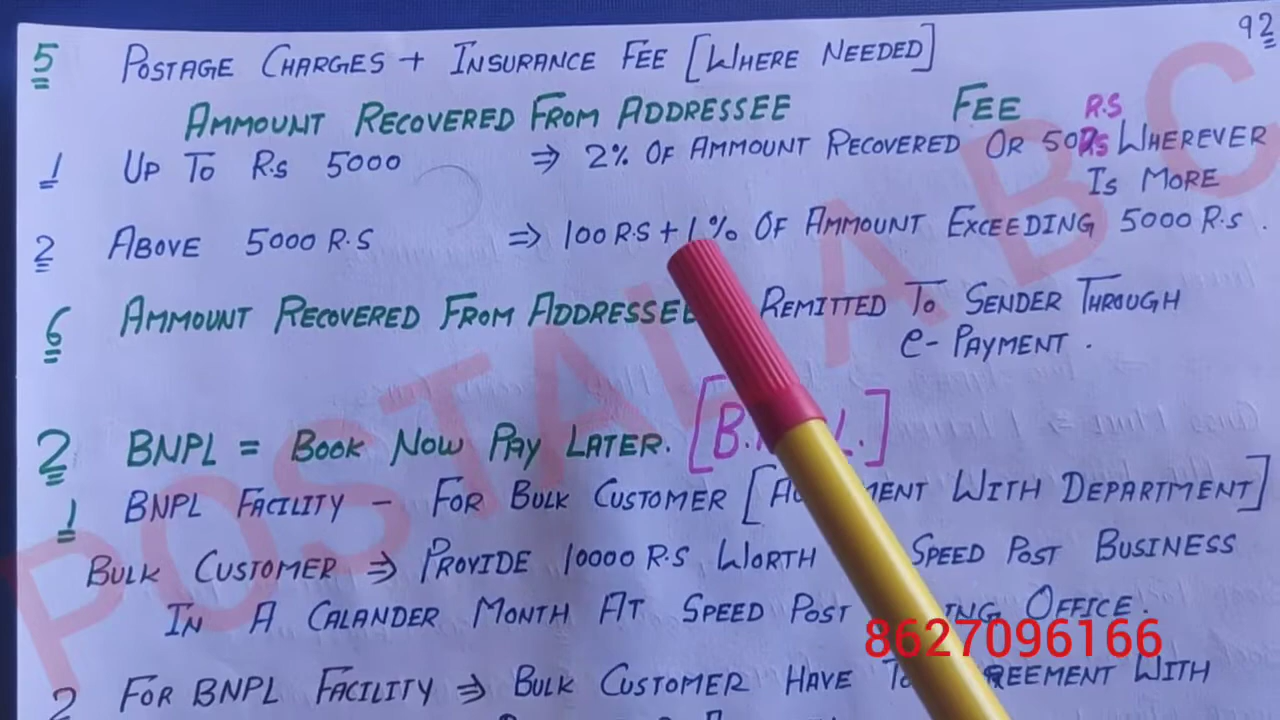 92
5 POSTAGE CHARGES + INSURANCE FEE [WHERE NEEDED]
AMMOUNT RECOVERED FROM ADDRESSEE FEE R.S
1 UP TO R.s 5000 ⇒ 2% OF AMMOUNT RECOVERED OR 50 Rs WHEREVER
IS MORE
2 ABOVE 5000 R.S ⇒ 100 R.S + 1% OF AMMOUNT EXCEEDING 5000 R.S .
6 AMMOUNT RECOVERED FROM ADDRESSEE REMITTED TO SENDER THROUGH
e- PAYMENT .
2 BNPL = BOOK NOW PAY LATER. [B. L.]
1 BNPL FACILITY - FOR BULK CUSTOMER [A MENT WITH DEPARTMENT]
BULK CUSTOMER ⇒ PROVIDE 10000 R.S WORTH SPEED POST BUSINESS
IN A CALANDER MONTH AT SPEED POST ING OFFICE.
8627096166
2 FOR BNPL FACILITY ⇒ BULK CUSTOMER HAVE TO REEMENT WITH
POSTAL ABC